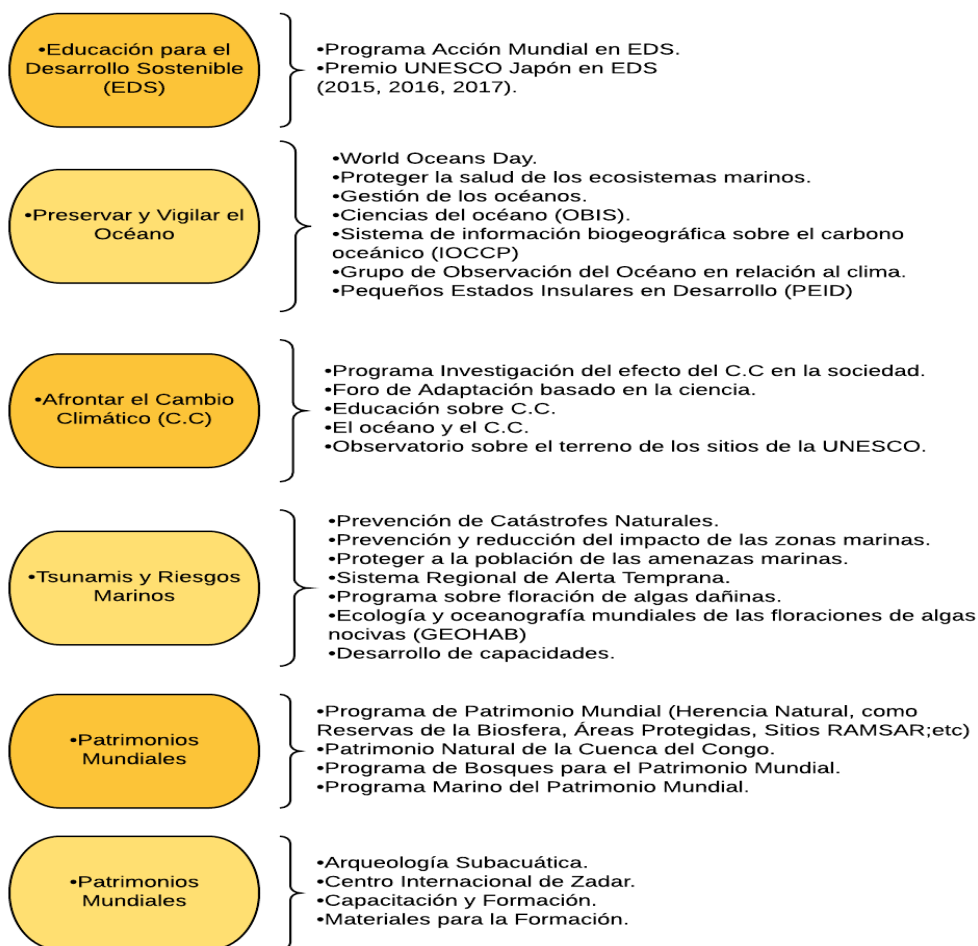 •Educación para el
Desarrollo Sostenible
(EDS)
•Programa Acción Mundial en EDS.
•Premio UNESCO Japón en EDS
(2015, 2016, 2017).
•Preservar y Vigilar el
Océano
•World Oceans Day.
•Proteger la salud de los ecosistemas marinos.
•Gestión de los océanos.
•Ciencias del océano (OBIS).
•Sistema de información biogeográfica sobre el carbono
oceánico (IOCCP)
•Grupo de Observación del Océano en relación al clima.
•Pequeños Estados Insulares en Desarrollo (PEID)
•Afrontar el Cambio
Climático (C.C)
•Programa Investigación del efecto del C.C en la sociedad.
•Foro de Adaptación basado en la ciencia.
•Educación sobre C.C.
•El océano y el C.C.
•Observatorio sobre el terreno de los sitios de la UNESCO.
•Tsunamis y Riesgos
Marinos
•Prevención de Catástrofes Naturales.
•Prevención y reducción del impacto de las zonas marinas.
•Proteger a la población de las amenazas marinas.
•Sistema Regional de Alerta Temprana.
•Programa sobre floración de algas dañinas.
•Ecología y oceanografía mundiales de las floraciones de algas
nocivas (GEOHAB)
•Desarrollo de capacidades.
•Patrimonios
Mundiales
•Programa de Patrimonio Mundial (Herencia Natural, como
Reservas de la Biosfera, Áreas Protegidas, Sitios RAMSAR;etc)
•Patrimonio Natural de la Cuenca del Congo.
•Programa de Bosques para el Patrimonio Mundial.
•Programa Marino del Patrimonio Mundial.
•Patrimonios
Mundiales
•Arqueología Subacuática.
•Centro Internacional de Zadar.
•Capacitación y Formación.
•Materiales para la Formación.